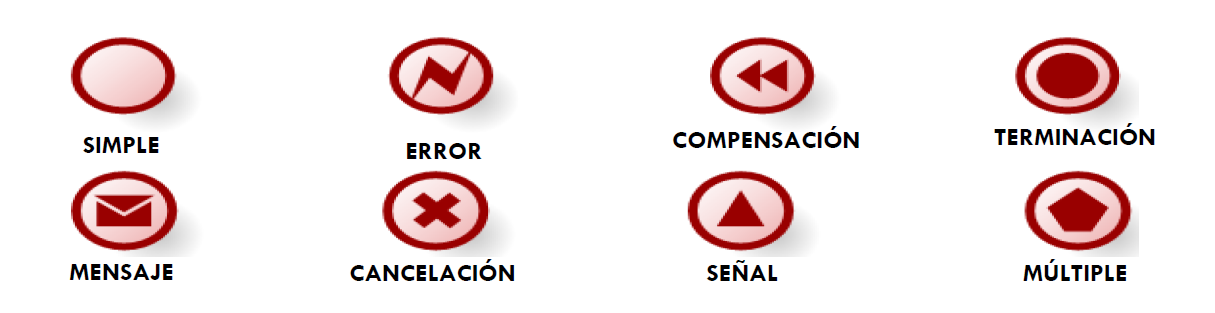 SIMPLE
ERROR
COMPENSACIÓN
TERMINACIÓN
MENSAJE
CANCELACIÓN
SEÑAL
MÚLTIPLE